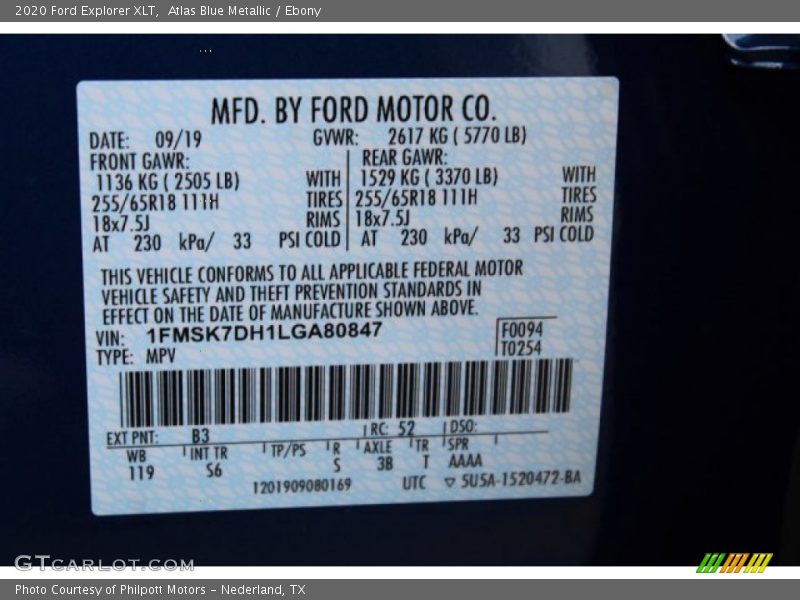 2020 Ford Explorer XLT,  Atlas Blue Metallic / Ebony
MFD. BY FORD MOTOR CO.
DATE: 09/19 GVWR: 2617 KG ( 5770 LB)
FRONT GAWR: REAR GAWR:
1136 KG ( 2505 LB) WITH 1529 KG ( 3370 LB) WITH
255/65R18 111H TIRES 255/65R18 111H TIRES
18x7.5J RIMS 18x7.5J RIMS
AT 230 kPa/ 33 PSI COLD AT 230 kPa/ 33 PSI COLD
THIS VEHICLE CONFORMS TO ALL APPLICABLE FEDERAL MOTOR
VEHICLE SAFETY AND THEFT PREVENTION STANDARDS IN
EFFECT ON THE DATE OF MANUFACTURE SHOWN ABOVE.
VIN: 1FMSK7DH1LGA80847 F0094
TYPE: MPV T0254
EXT PNT: B3 RC: 52 DSO:
WB INT TR TP/PS R AXLE TR SPR
119 S6 S 3B T AAAA
1201909080169 UTC ▽ 5U5A-1520472-BA
GTCARLOT.COM
Photo Courtesy of Philpott Motors - Nederland, TX